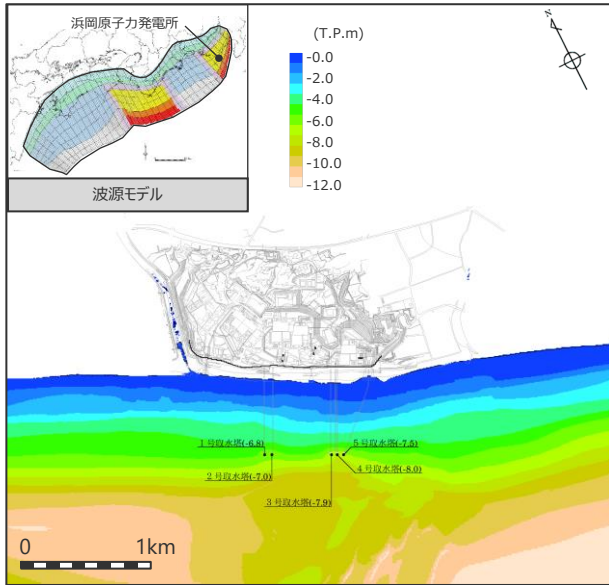 浜岡原子力発電所
波源モデル
(T.P.m)
-0.0
-2.0
-4.0
-6.0
-8.0
-10.0
-12.0
N
1号取水塔(-6.8)
5号取水塔(-7.5)
2号取水塔(-7.0)
4号取水塔(-8.0)
3号取水塔(-7.9)
0 1km